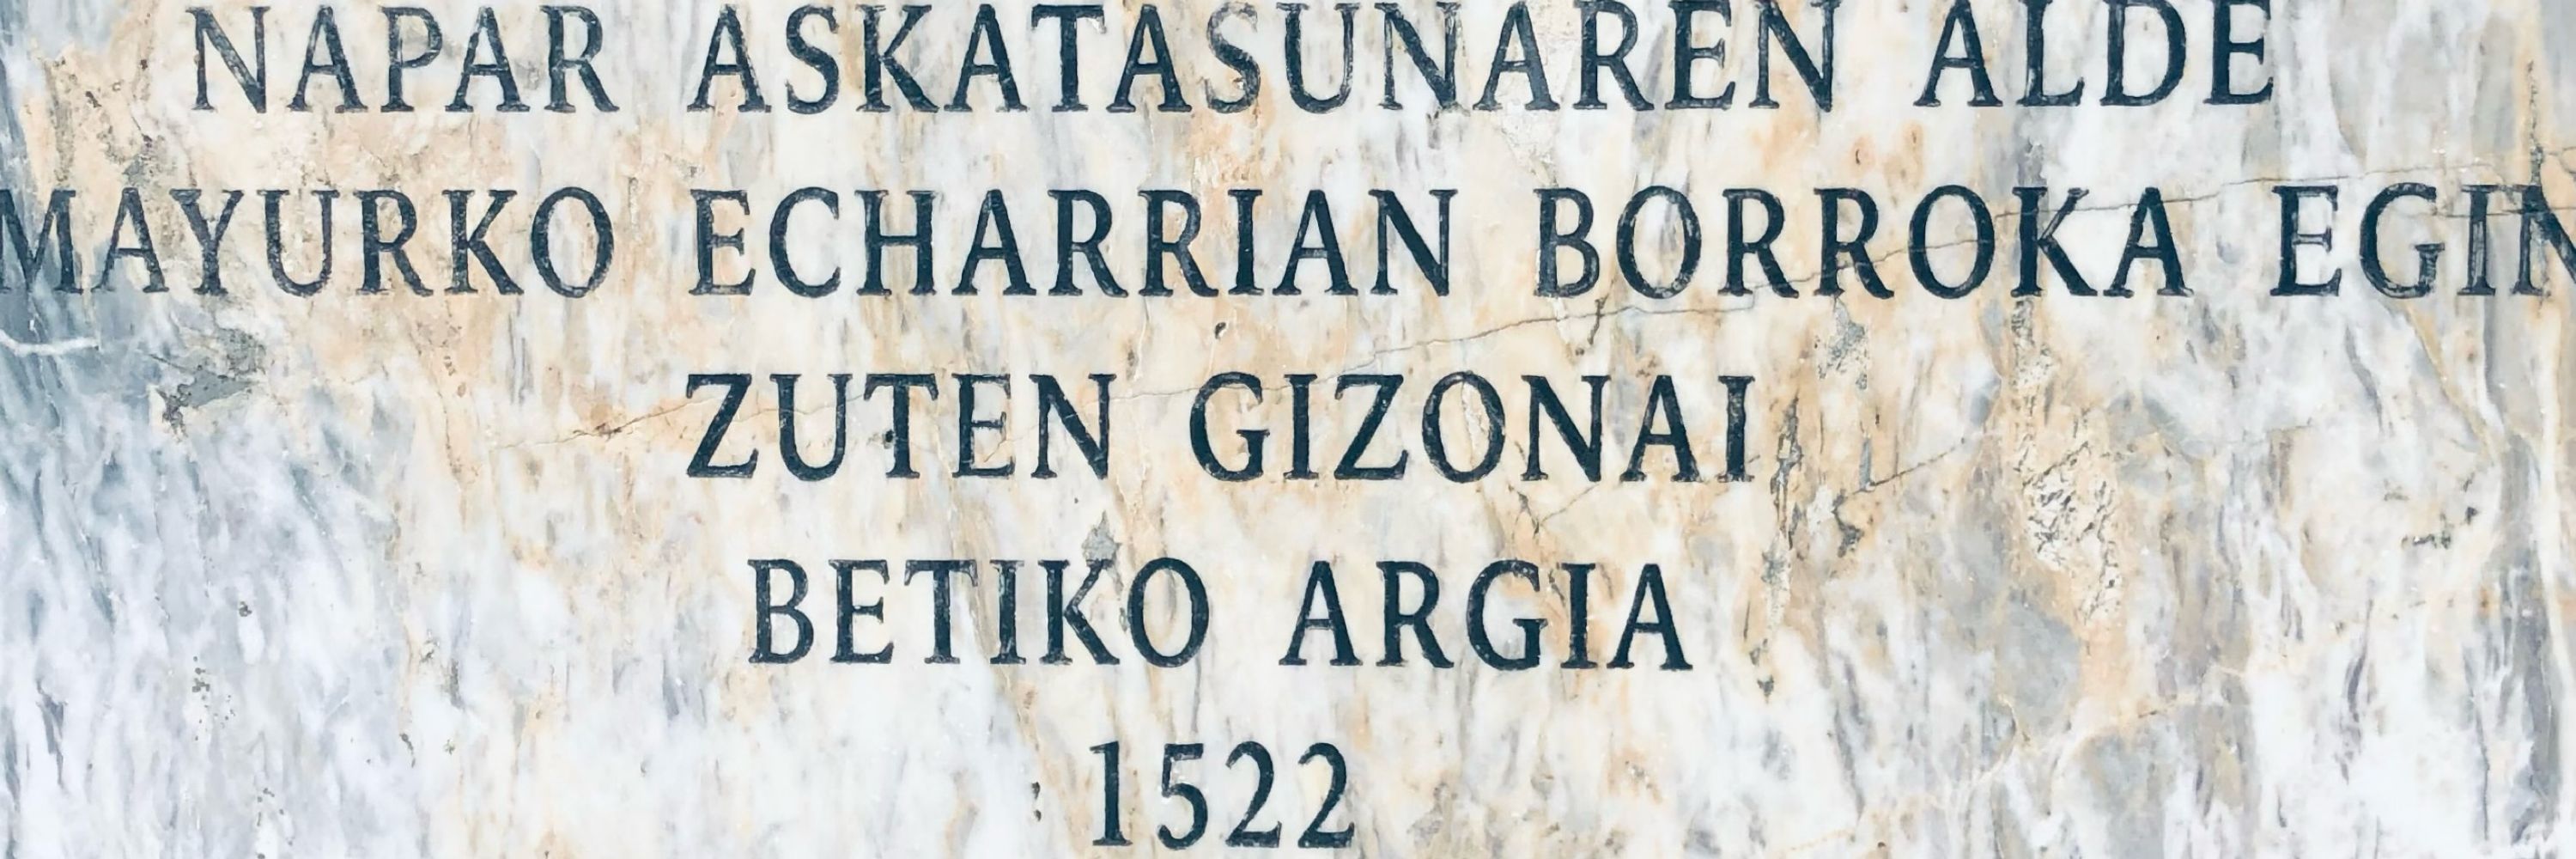 NAPAR ASKATASUNAREN ALDE
MAYURKO ECHARRIAN BORROKA EGIN
ZUTEN GIZONAI
BETIKO ARGIA
1522